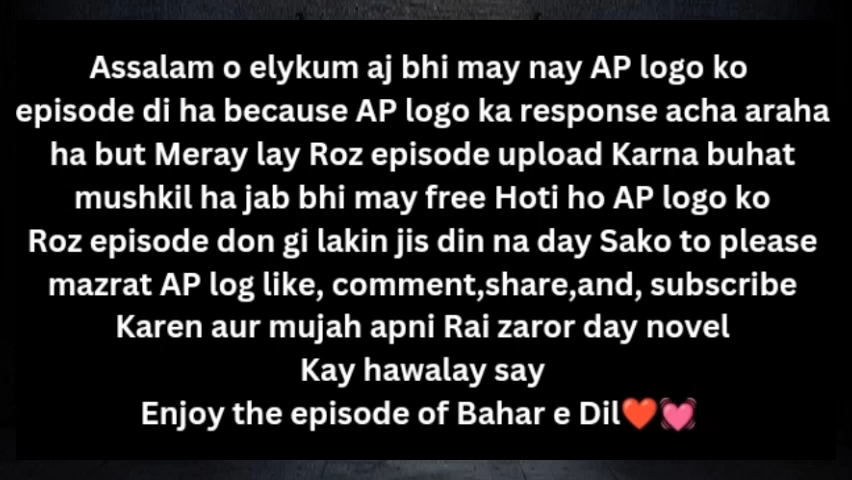 Assalam o elykum aj bhi may nay AP logo ko
episode di ha because AP logo ka response acha araha
ha but Meray lay Roz episode upload Karna buhat
mushkil ha jab bhi may free Hoti ho AP logo ko
Roz episode don gi lakin jis din na day Sako to please
mazrat AP log like, comment,share,and, subscribe
Karen aur mujah apni Rai zaror day novel
Kay hawalay say
Enjoy the episode of Bahar e Dil❤️💓